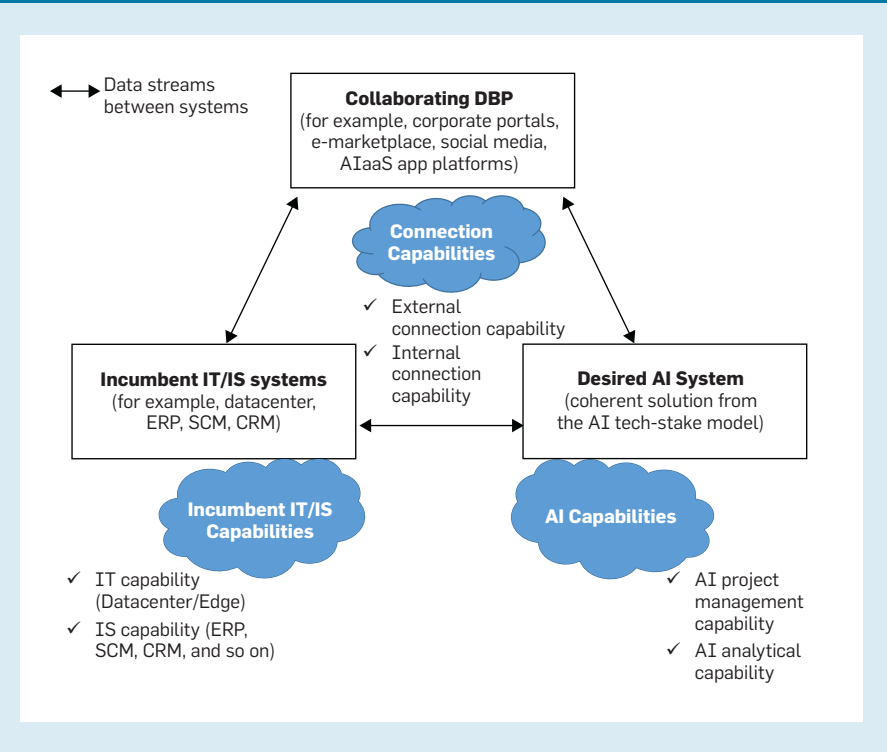 Data streams
between systems
Collaborating DBP
(for example, corporate portals,
e-marketplace, social media,
AIaaS app platforms)
Connection
Capabilities
✓ External
connection capability
✓ Internal
connection
capability
Incumbent IT/IS systems
(for example, datacenter,
ERP, SCM, CRM)
Desired AI System
(coherent solution from
the AI tech-stake model)
Incumbent IT/IS
Capabilities
AI Capabilities
✓ IT capability
(Datacenter/Edge)
✓ IS capability (ERP,
SCM, CRM, and so on)
✓ AI project
management
capability
✓ AI analytical
capability